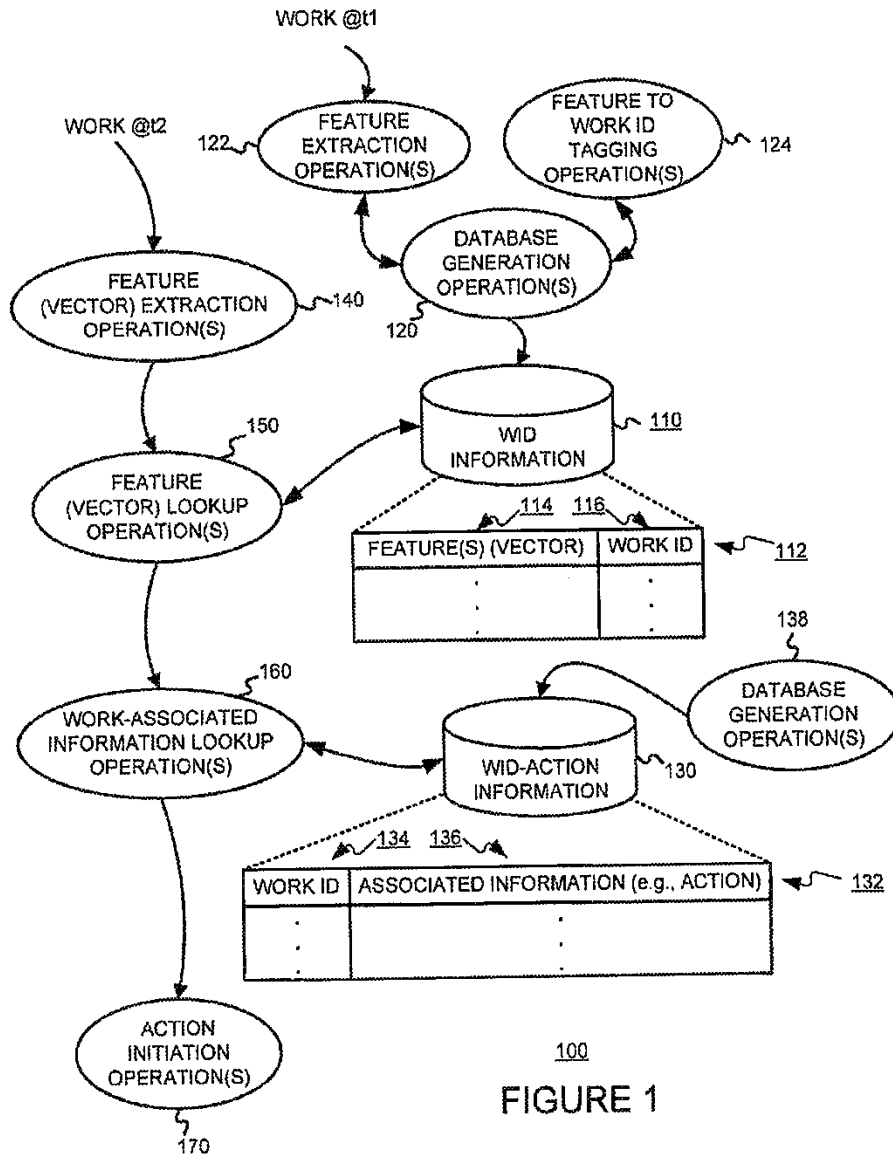 WORK @t1
WORK @t2
122
FEATURE
EXTRACTION
OPERATION(S)
FEATURE TO
WORK ID
TAGGING
OPERATION(S)
124
DATABASE
GENERATION
OPERATION(S)
120
FEATURE
(VECTOR) EXTRACTION
OPERATION(S)
140
WID
INFORMATION
110
150
FEATURE
(VECTOR) LOOKUP
OPERATION(S)
114
116
FEATURE(S) (VECTOR)
WORK ID
112
138
DATABASE
GENERATION
OPERATION(S)
160
WORK-ASSOCIATED
INFORMATION LOOKUP
OPERATION(S)
WID-ACTION
INFORMATION
130
134
136
WORK ID
ASSOCIATED INFORMATION (e.g., ACTION)
132
ACTION
INITIATION
OPERATION(S)
170
100
FIGURE 1